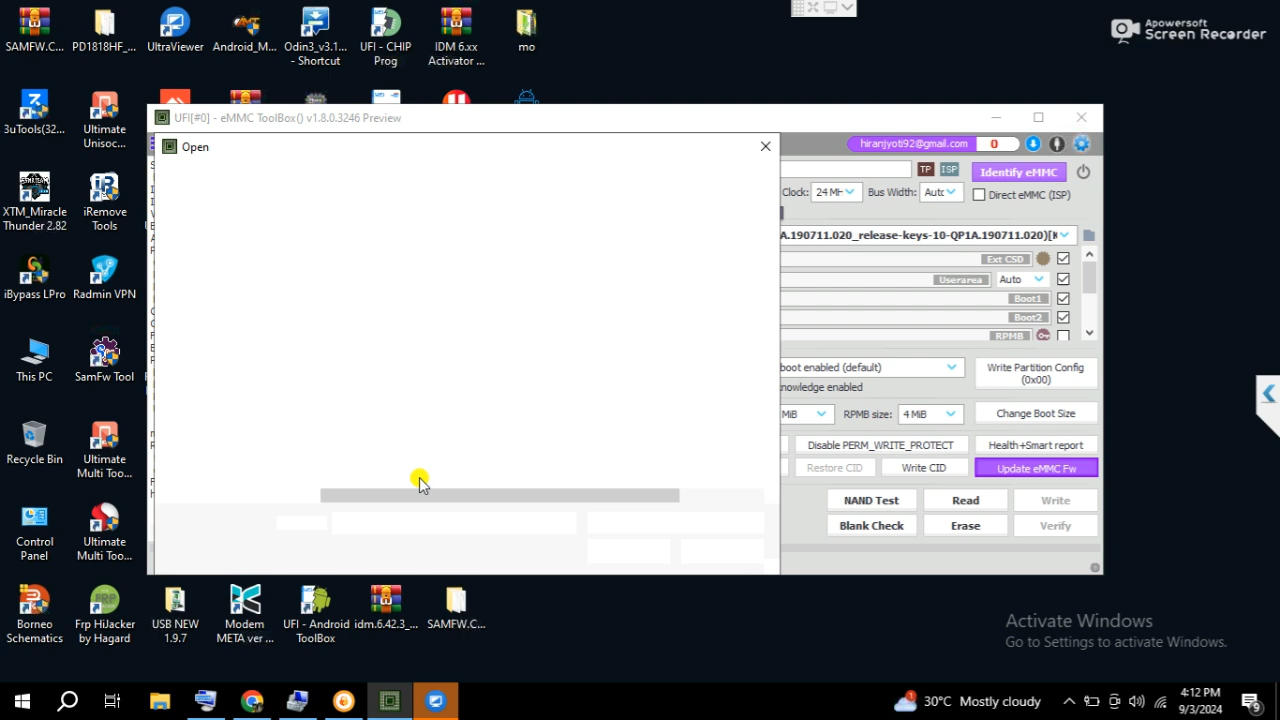 SAMFW.C...
PD1818HF_...
UltraViewer
Android_M...
Odin3_v3.1...
- Shortcut
UFI - CHIP
Prog
IDM 6.xx
Activator ...
mo
Apowersoft
Screen Recorder
3uTools(32...
Ultimate
Unisoc...
XTM_Miracle
Thunder 2.82
iRemove
Tools
iBypass LPro
Radmin VPN
This PC
SamFw Tool
Recycle Bin
Ultimate
Multi Too...
Control
Panel
Ultimate
Multi Too...
Borneo
Schematics
Frp HiJacker
by Hagard
USB NEW
1.9.7
Modem
META ver ...
UFI - Android
ToolBox
idm.6.42.3_...
SAMFW.C...
UFI[#0] - eMMC ToolBox() v1.8.0.3246 Preview
Open
hiranjyoti92@gmail.com
0
TP
ISP
Identify eMMC
Clock:
24 MH
Bus Width:
Direct eMMC (ISP)
A.190711.020_release-keys-10-QP1A.190711.020)[K
Ext CSD
Userarea
Auto
Boot1
Boot2
RPMB
boot enabled (default)
Write Partition Config
(0x00)
nowledge enabled
MiB
RPMB size:
4 MiB
Change Boot Size
Disable PERM_WRITE_PROTECT
Health+Smart report
Restore CID
Write CID
Update eMMC Fw
NAND Test
Read
Write
Blank Check
Erase
Verify
Activate Windows
Go to Settings to activate Windows.
30°C Mostly cloudy
4:12 PM
9/3/2024
9